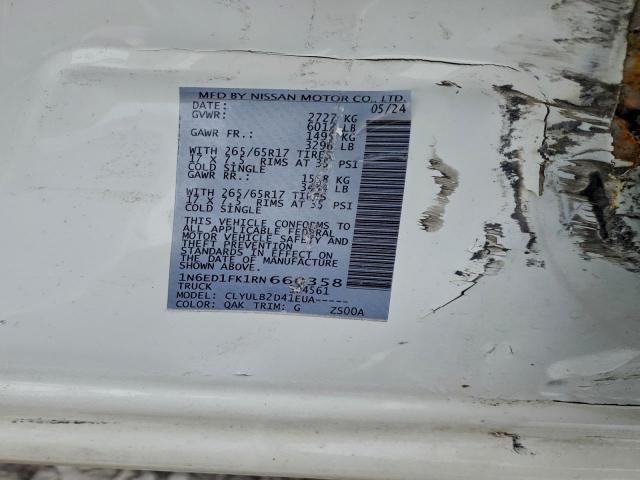 MFD BY NISSAN MOTOR CO., LTD.
DATE: 05/24
GVWR: 2727 KG
6012 LB
GAWR FR.: 1495 KG
3296 LB
WITH 265/65R17 TIRES
17 X 7.5 RIMS AT 35 PSI
COLD SINGLE
GAWR RR.: KG
LB
WITH 265/65R17 TIRES
17 X 7.5 RIMS AT 35 PSI
COLD SINGLE
THIS VEHICLE CONFORMS TO
ALL APPLICABLE FEDERAL
MOTOR VEHICLE SAFETY AND
THEFT PREVENTION
STANDARDS IN EFFECT ON
THE DATE OF MANUFACTURE
SHOWN ABOVE.
TRUCK
MODEL: CLYULB2D41EUA-----
COLOR: QAK TRIM: G ZS00A